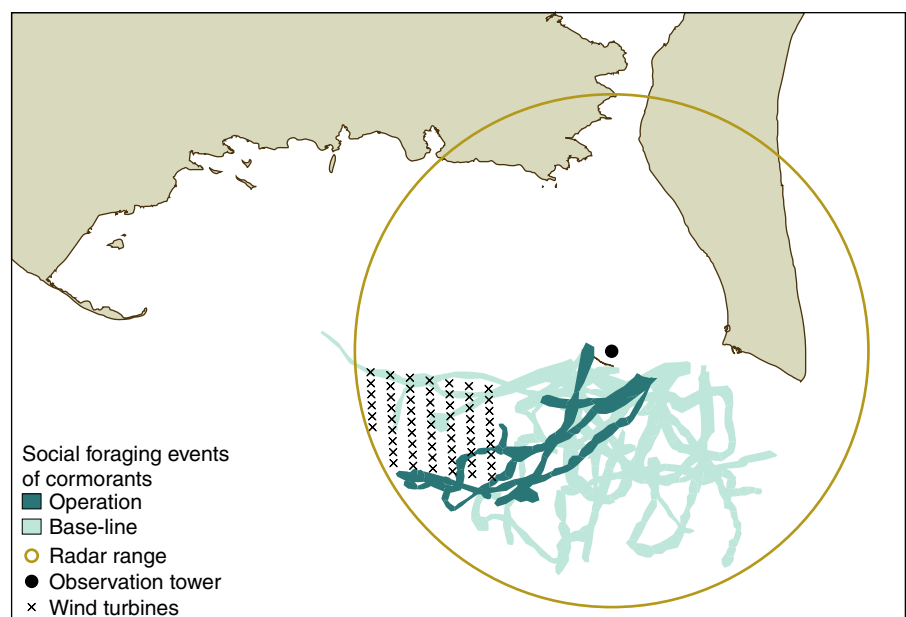 Social foraging events
of cormorants
Operation
Base-line
Radar range
Observation tower
Wind turbines